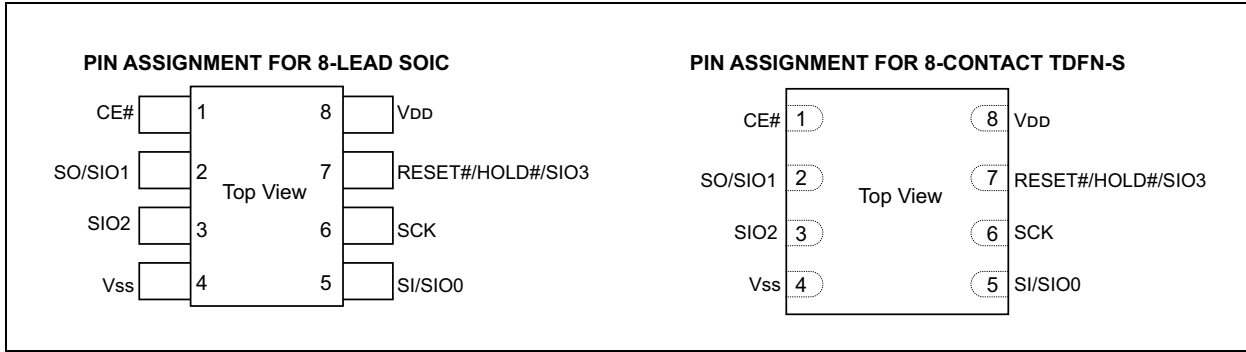 PIN ASSIGNMENT FOR 8-LEAD SOIC
CE# 1 8 VDD
SO/SIO1 2 7 RESET#/HOLD#/SIO3
Top View
SIO2 3 6 SCK
Vss 4 5 SI/SIO0
PIN ASSIGNMENT FOR 8-CONTACT TDFN-S
CE# 1 8 VDD
SO/SIO1 2 7 RESET#/HOLD#/SIO3
Top View
SIO2 3 6 SCK
Vss 4 5 SI/SIO0